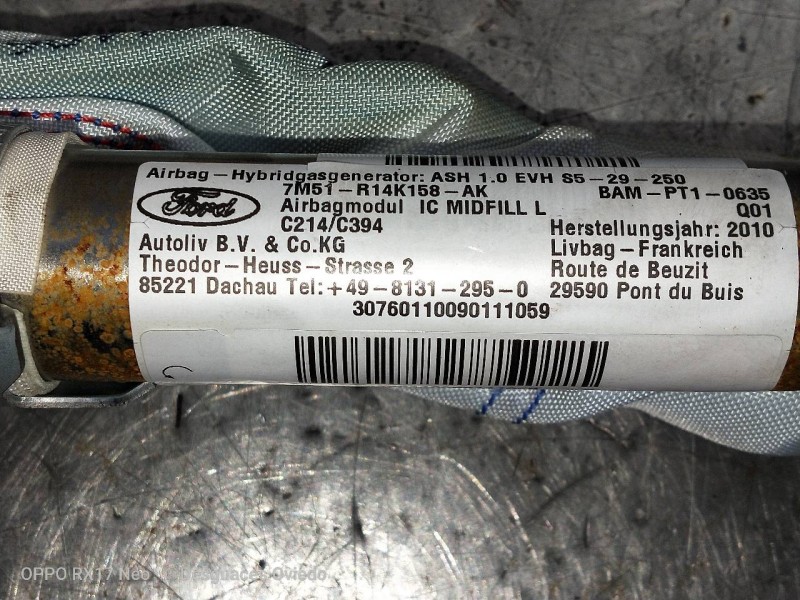 Airbag-Hybridgasgenerator: ASH 1.0 EVH S5-29-250
Ford
7M51-R14K158-AK BAM-PT1-0635
Airbagmodul IC MIDFILL L Q01
C214/C394 Herstellungsjahr: 2010
Autoliv B.V. & Co.KG Livbag-Frankreich
Theodor-Heuss-Strasse 2 Route de Beuzit
85221 Dachau Tel:+49-8131-295-0 29590 Pont du Buis
30760110090111059
OPPO RX17 Neo Desguaces Oviedo